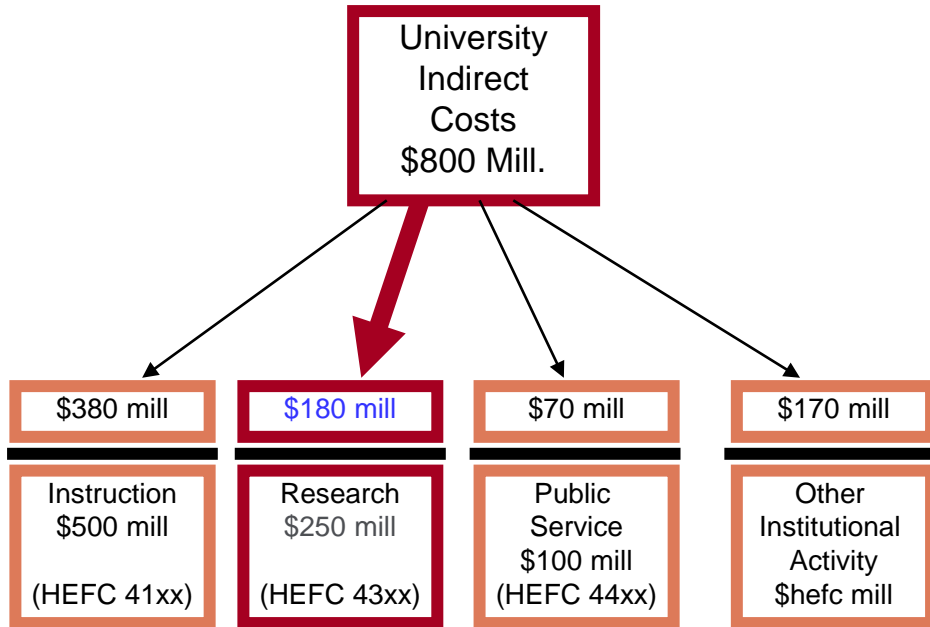 University
Indirect
Costs
$800 Mill.
$380 mill
$180 mill
$70 mill
$170 mill
Instruction
$500 mill
(HEFC 41xx)
Research
$250 mill
(HEFC 43xx)
Public
Service
$100 mill
(HEFC 44xx)
Other
Institutional
Activity
$hefc mill